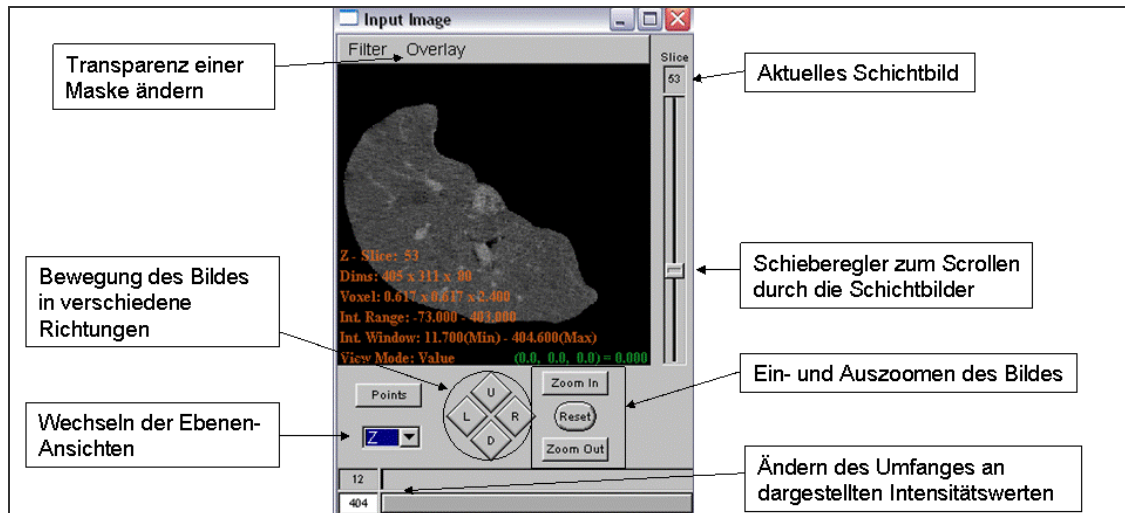 Input Image
Filter Overlay
Slice
53
Z - Slice: 53
Dims: 405 x 311 x 80
Voxel: 0.617 x 0.617 x 2.400
Int. Range: -73.000 - 403.000
Int. Window: 11.700(Min) - 404.600(Max)
View Mode: Value (0.0, 0.0, 0.0) = 0.000
Points
Z
U
L R
D
Zoom In
Reset
Zoom Out
12
404
Transparenz einer
Maske ändern
Bewegung des Bildes
in verschiedene
Richtungen
Wechseln der Ebenen-
Ansichten
Aktuelles Schichtbild
Schieberegler zum Scrollen
durch die Schichtbilder
Ein- und Auszoomen des Bildes
Ändern des Umfanges an
dargestellten Intensitätswerten